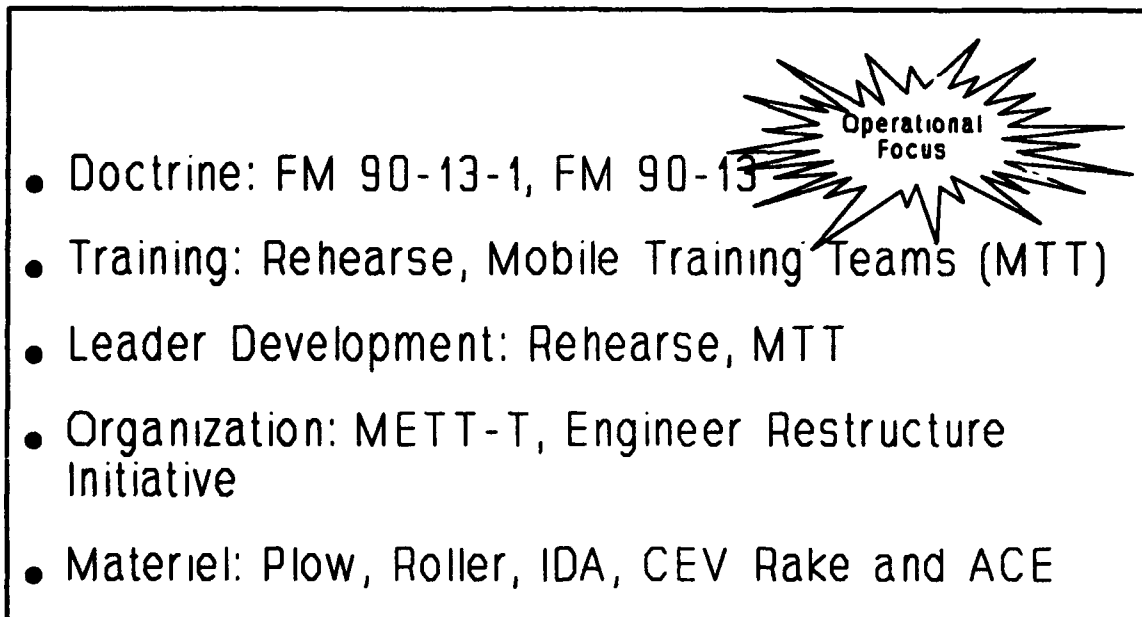 Operational
Focus
• Doctrine: FM 90-13-1, FM 90-13
• Training: Rehearse, Mobile Training Teams (MTT)
• Leader Development: Rehearse, MTT
• Organization: METT-T, Engineer Restructure
Initiative
• Materiel: Plow, Roller, IDA, CEV Rake and ACE